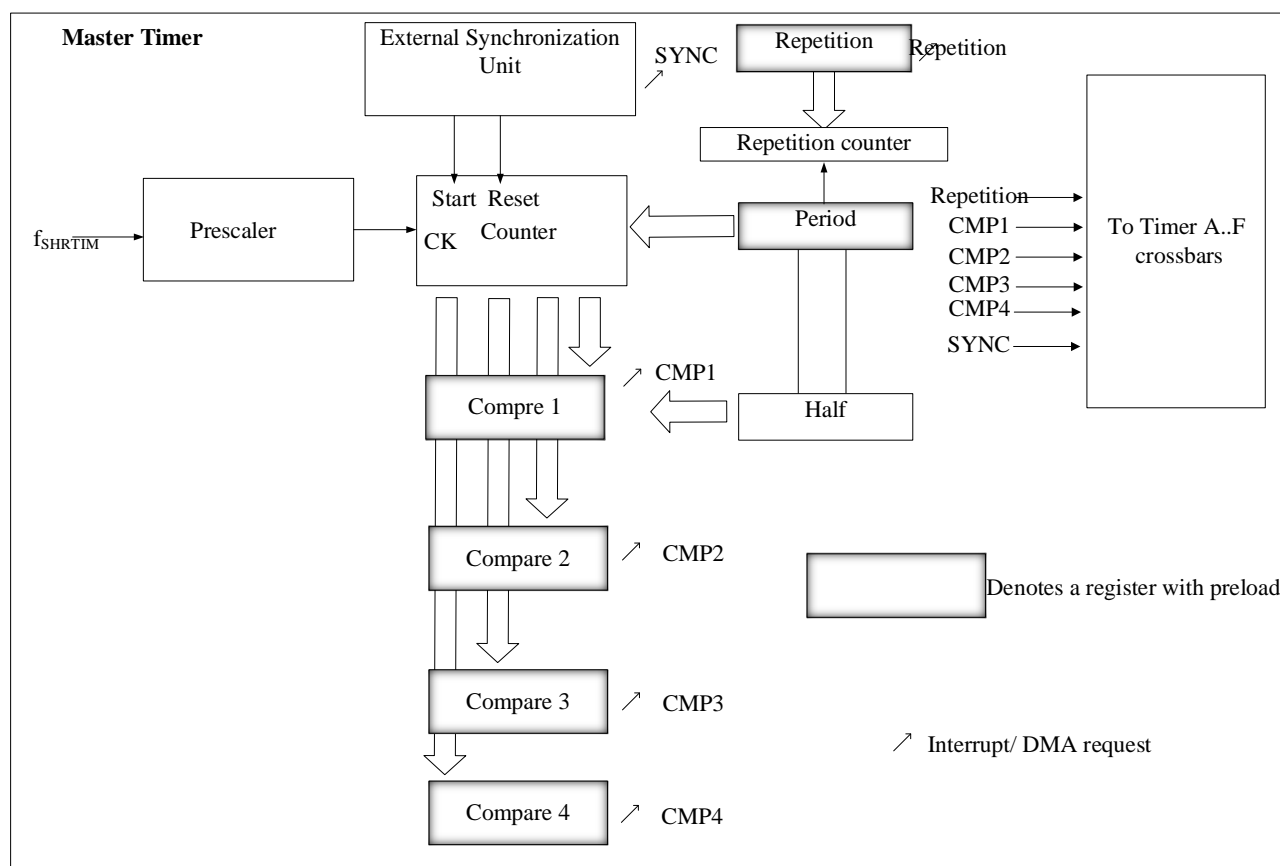 Master Timer
External Synchronization
Unit
SYNC
Repetition
Repetition
Repetition counter
Start Reset
CK
Counter
Prescaler
fSHRTIM
Period
Repetition
CMP1
CMP2
CMP3
CMP4
SYNC
To Timer A..F
crossbars
Compre 1
CMP1
Half
Compare 2
CMP2
Denotes a register with preload
Compare 3
CMP3
Interrupt/ DMA request
Compare 4
CMP4